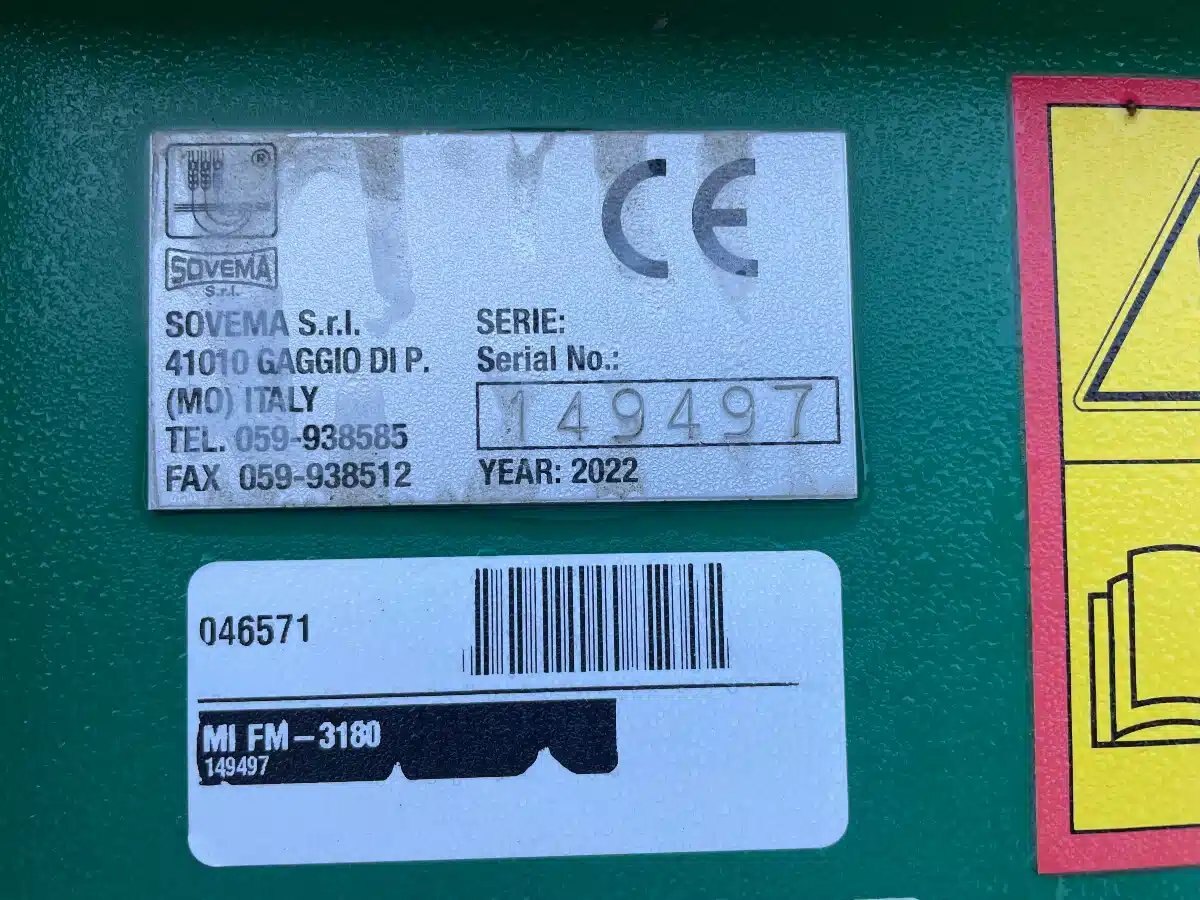 ®
SOVEMA
S.r.l.
CE
SOVEMA S.r.l.
41010 GAGGIO DI P.
(MO) ITALY
TEL. 059-938585
FAX 059-938512
SERIE:
Serial No.:
149497
YEAR: 2022
046571
MI FM-3180
149497